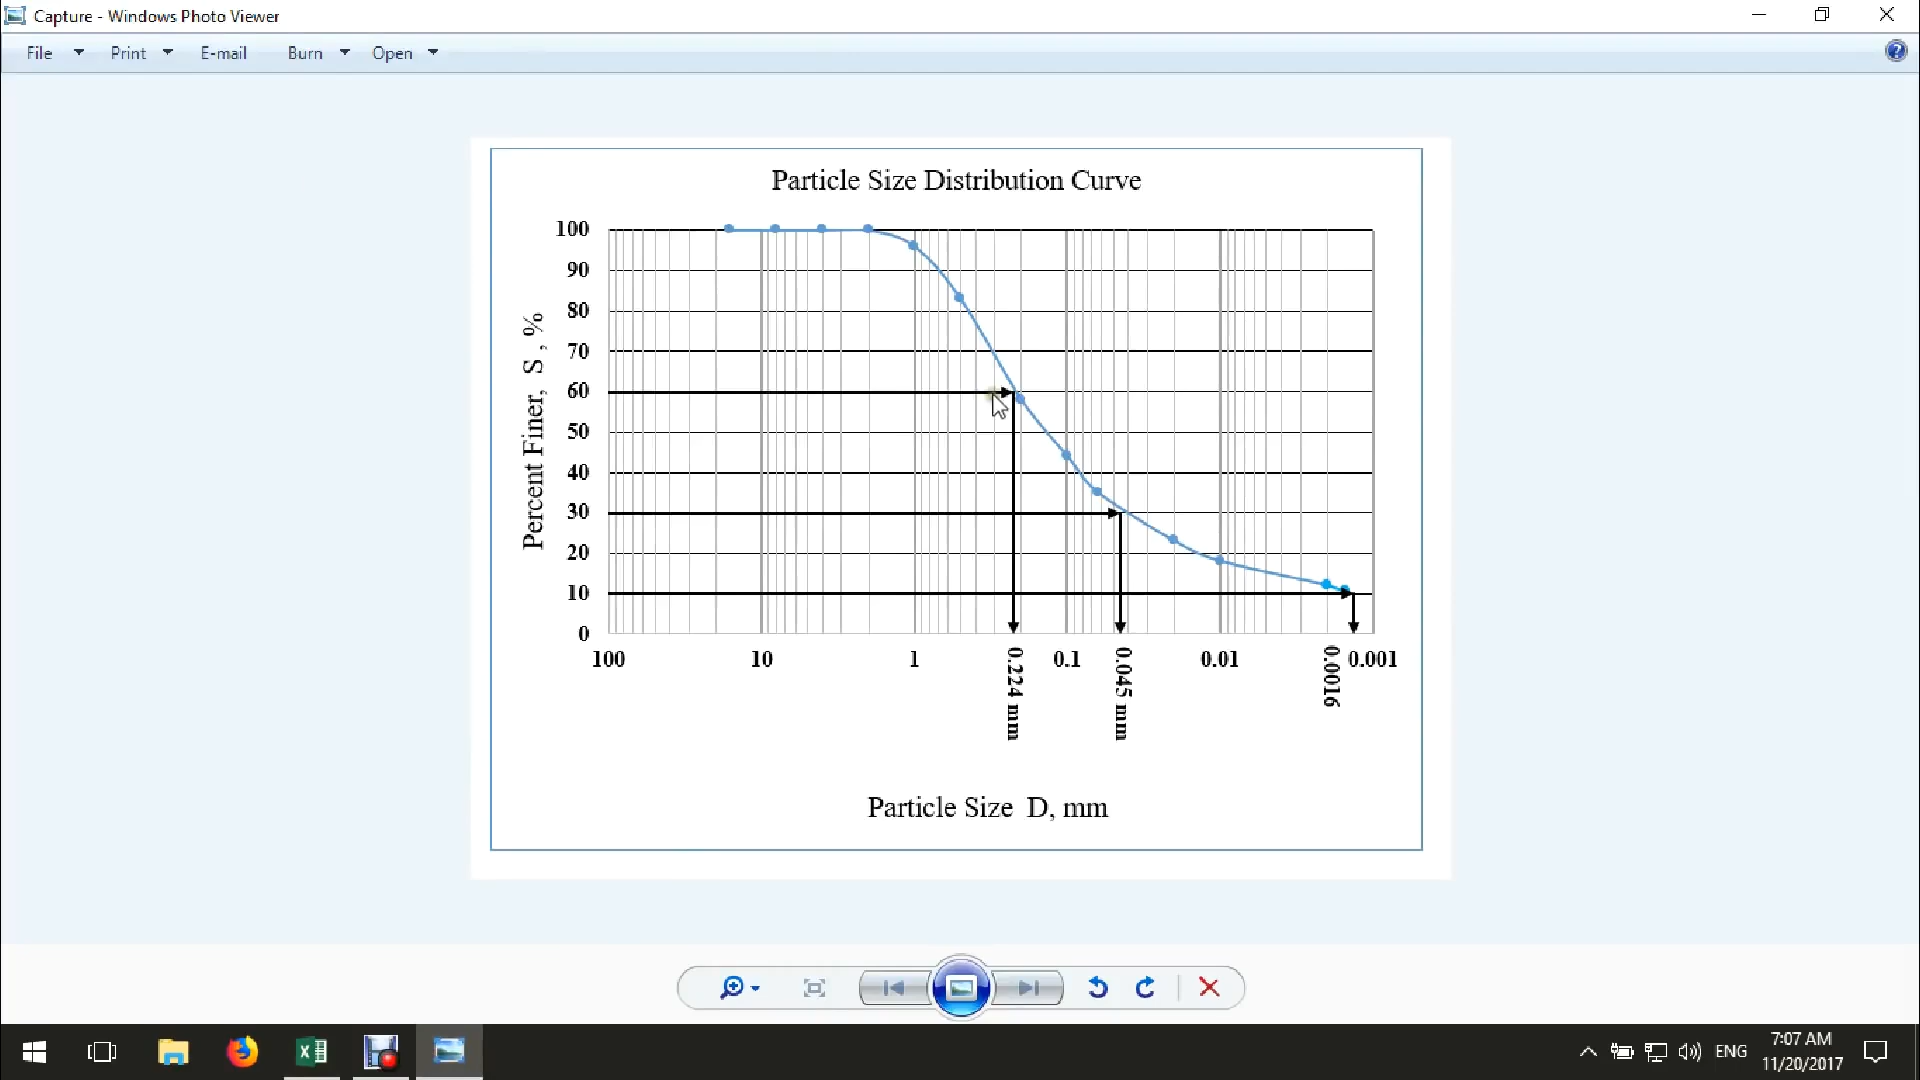 Capture - Windows Photo Viewer
File Print E-mail Burn Open
Particle Size Distribution Curve
100
90
80
70
60
50
40
30
20
10
0
Percent Finer, S , %
100 10 1 0.1 0.01 0.001
0.224 mm
0.045 mm
0.0016
Particle Size D, mm
ENG
7:07 AM
11/20/2017